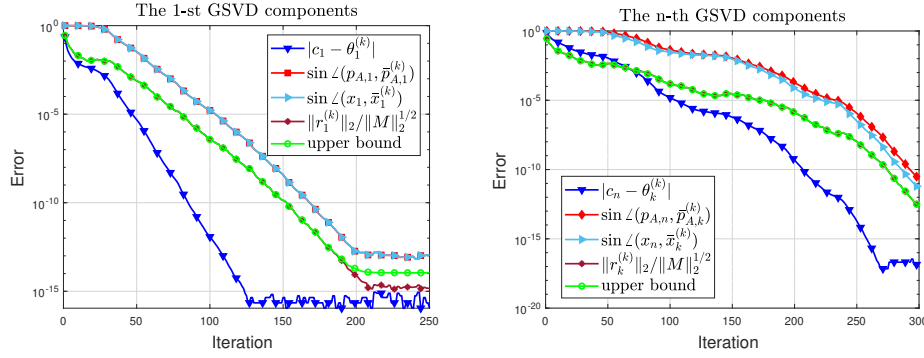 The 1-st GSVD components
10^0
10^{-5}
10^{-10}
10^{-15}
Error
0 50 100 150 200 250
Iteration
|c_1 − θ_1^{(k)}|
sin∠(p_{A,1}, p̄_{A,1}^{(k)})
sin∠(x_1, x̄_1^{(k)})
‖r_1^{(k)}‖_2/‖M‖_2^{1/2}
upper bound
The n-th GSVD components
10^0
10^{-5}
10^{-10}
10^{-15}
10^{-20}
Error
0 50 100 150 200 250 300
Iteration
|c_n − θ_k^{(k)}|
sin∠(p_{A,n}, p̄_{A,k}^{(k)})
sin∠(x_n, x̄_k^{(k)})
‖r_k^{(k)}‖_2/‖M‖_2^{1/2}
upper bound